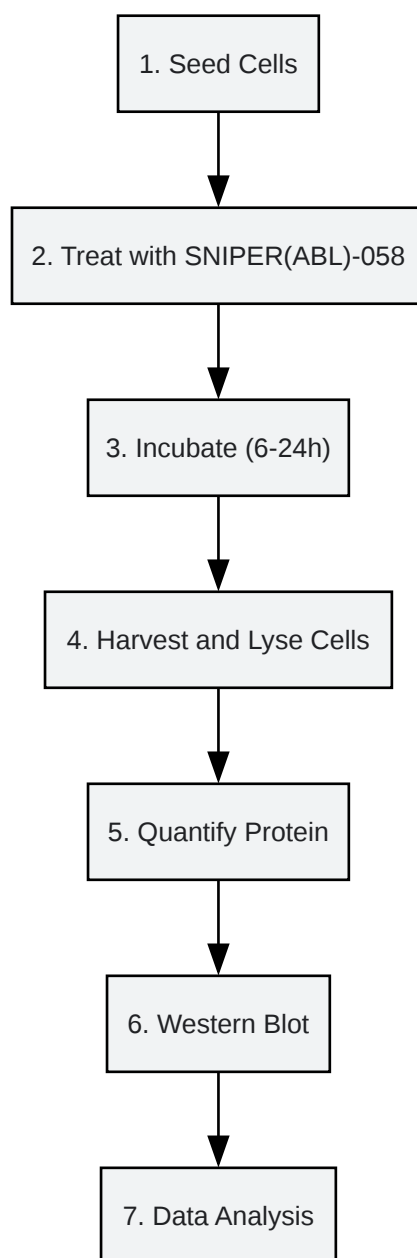 1. Seed Cells
2. Treat with SNIPER(ABL)-058
3. Incubate (6-24h)
4. Harvest and Lyse Cells
5. Quantify Protein
6. Western Blot
7. Data Analysis